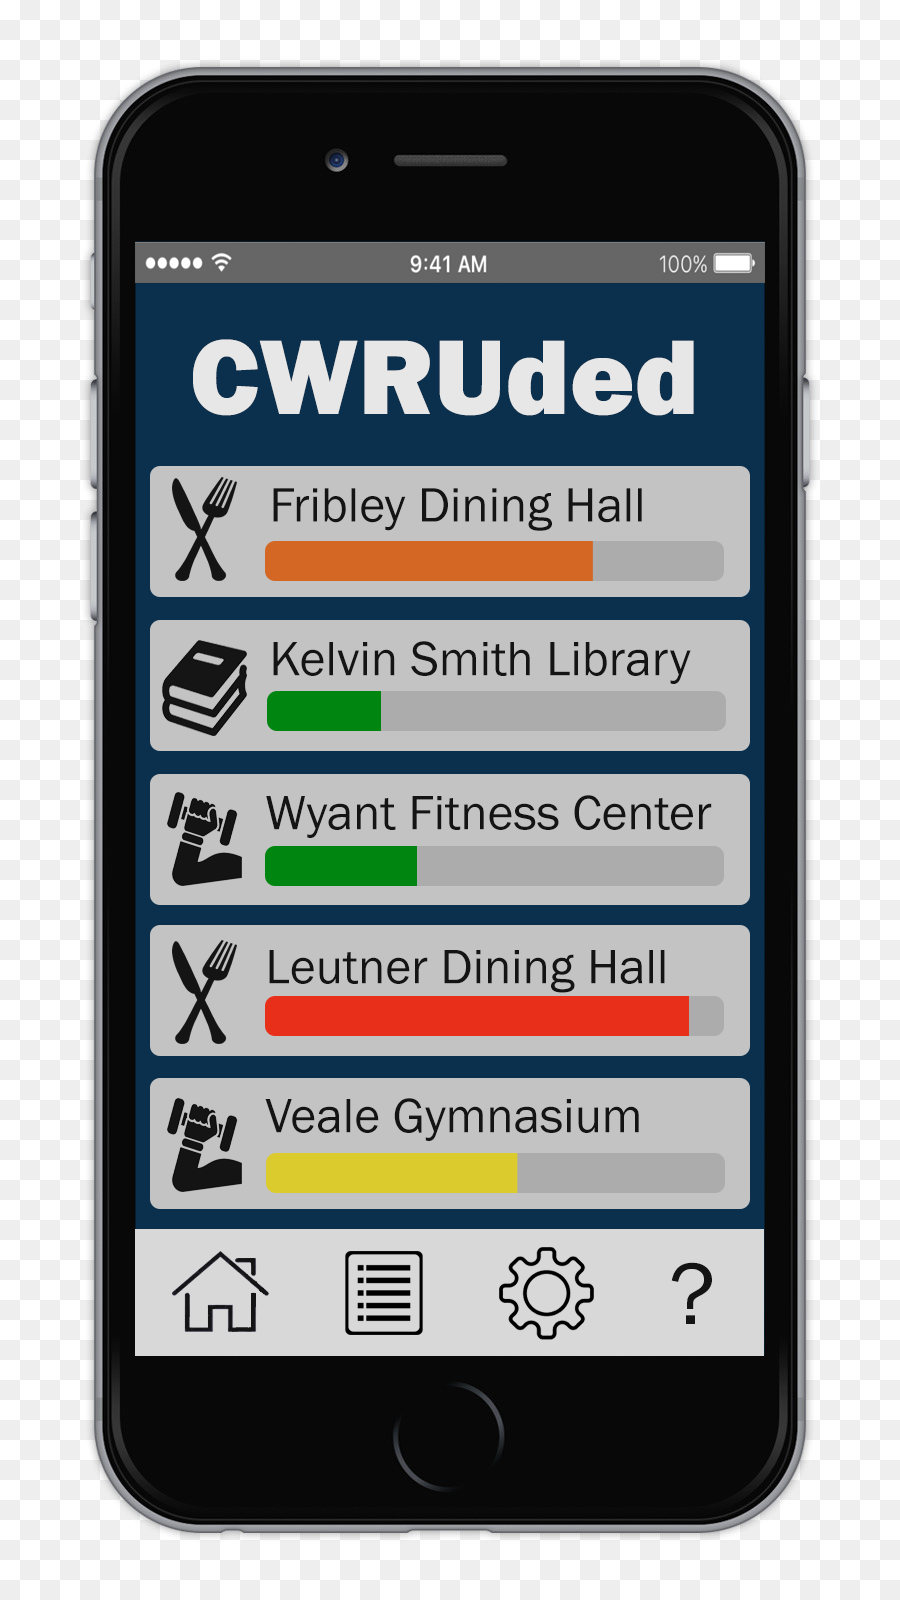 9:41 AM
100%
CWRUded
Fribley Dining Hall
Kelvin Smith Library
Wyant Fitness Center
Leutner Dining Hall
Veale Gymnasium
?